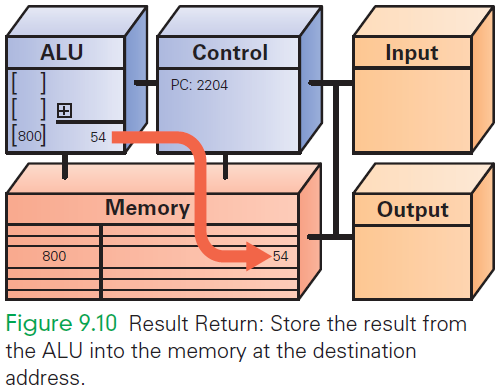 ALU
Control
Input
[ ]
PC: 2204
[ ]
[800]
54
Memory
Output
800
54
Figure 9.10 Result Return: Store the result from
the ALU into the memory at the destination
address.